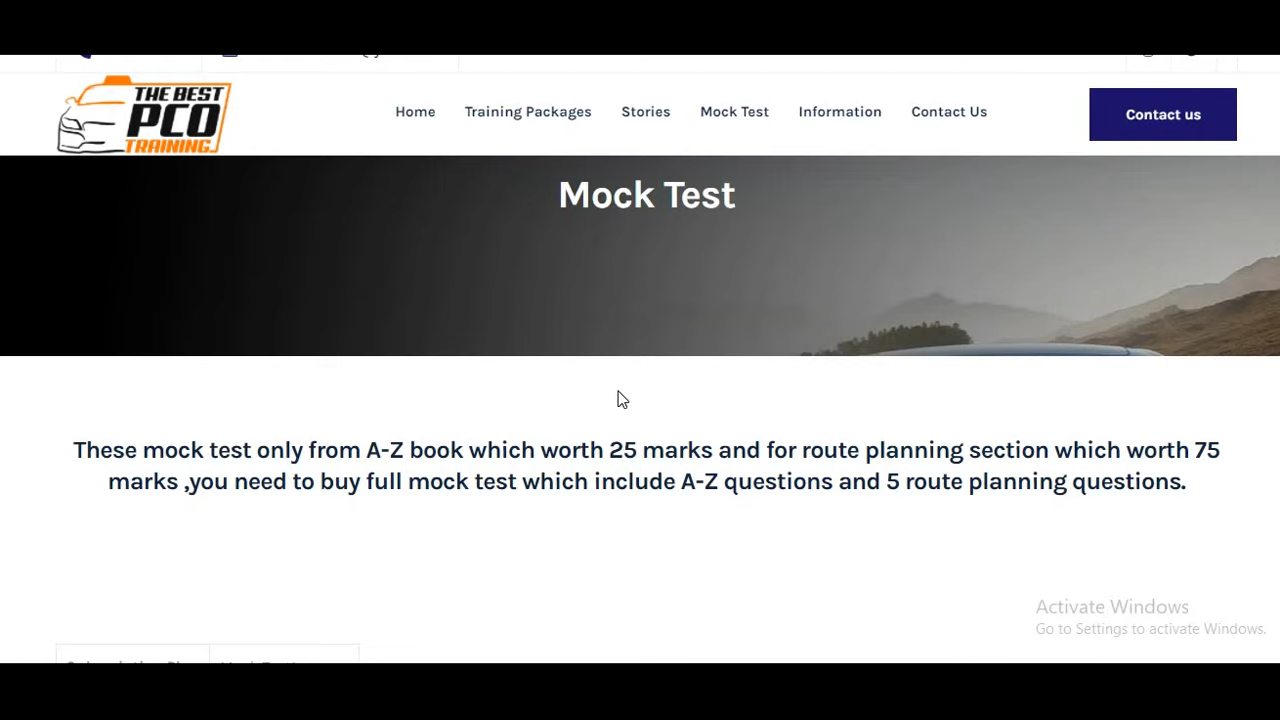 THE BEST
PCO
TRAINING
Home Training Packages Stories Mock Test Information Contact Us
Contact us
Mock Test
These mock test only from A-Z book which worth 25 marks and for route planning section which worth 75
marks ,you need to buy full mock test which include A-Z questions and 5 route planning questions.
Activate Windows
Go to Settings to activate Windows.